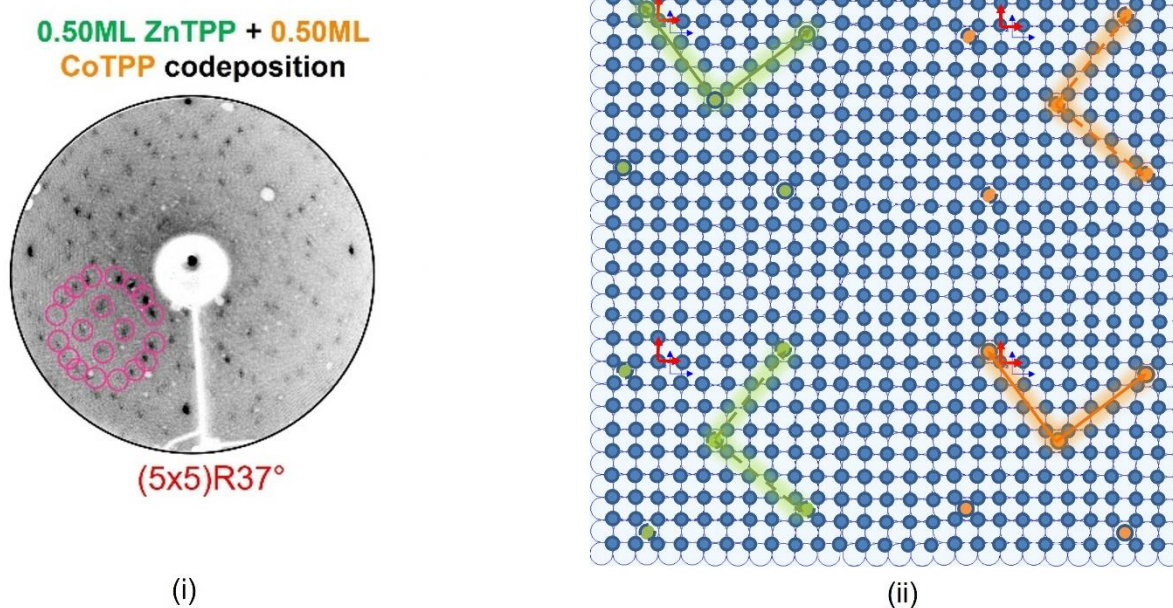 0.50ML ZnTPP + 0.50ML
CoTPP codeposition
(5x5)R37°
(i)
(ii)